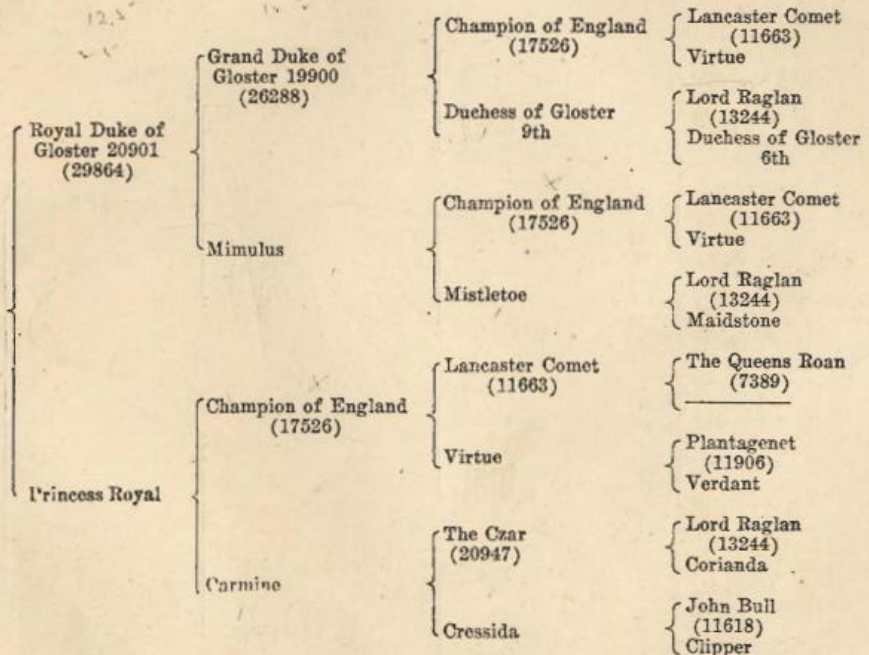 Royal Duke of
Gloster 20901
(29864)
Princess Royal
Grand Duke of
Gloster 19900
(26288)
Mimulus
Champion of England
(17526)
Carmine
Champion of England
(17526)
Duchess of Gloster
9th
Champion of England
(17526)
Mistletoe
Lancaster Comet
(11663)
Virtue
The Czar
(20947)
Cressida
Lancaster Comet
(11663)
Virtue
Lord Raglan
(13244)
Duchess of Gloster
6th
Lancaster Comet
(11663)
Virtue
Lord Raglan
(13244)
Maidstone
The Queens Roan
(7389)
Plantagenet
(11906)
Verdant
Lord Raglan
(13244)
Corianda
John Bull
(11618)
Clipper